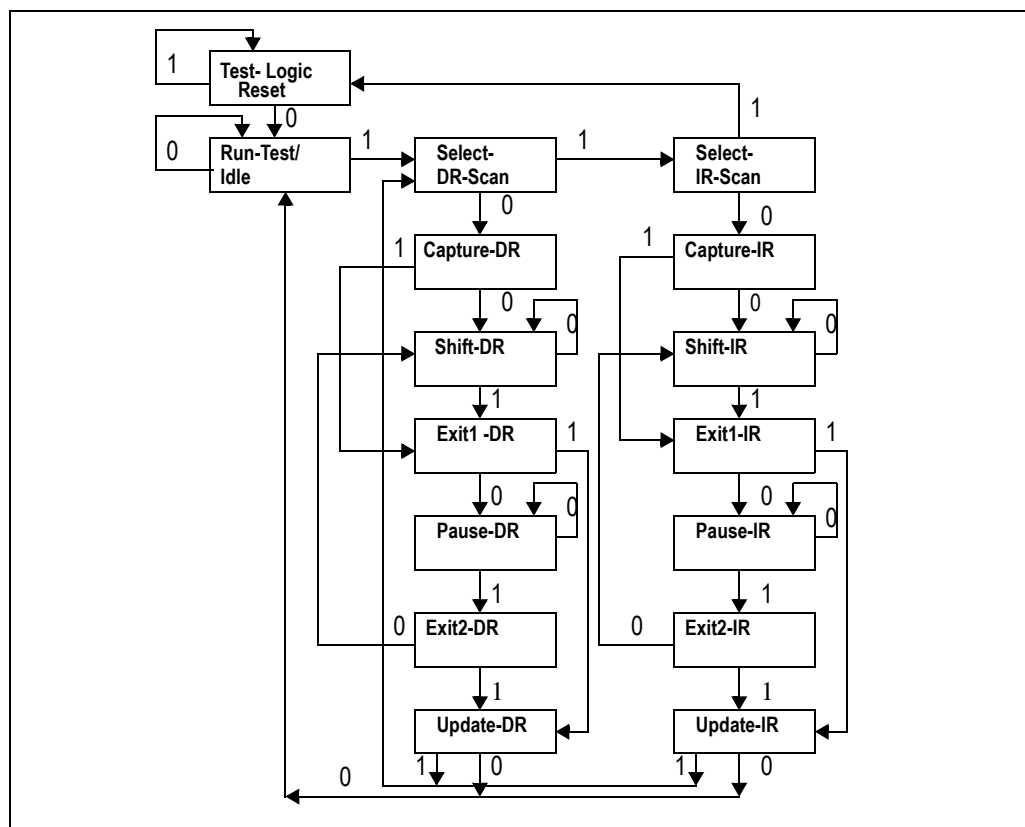 1
Test- Logic
Reset
0
1
0
Run-Test/
Idle
1
Select-
DR-Scan
1
Select-
IR-Scan
0
0
1
Capture-DR
1
Capture-IR
0
0
0
0
Shift-DR
Shift-IR
1
1
Exit1 -DR
1
Exit1-IR
1
0
0
0
0
Pause-DR
Pause-IR
1
1
0
Exit2-DR
0
Exit2-IR
1
1
Update-DR
Update-IR
1
0
1
0
0